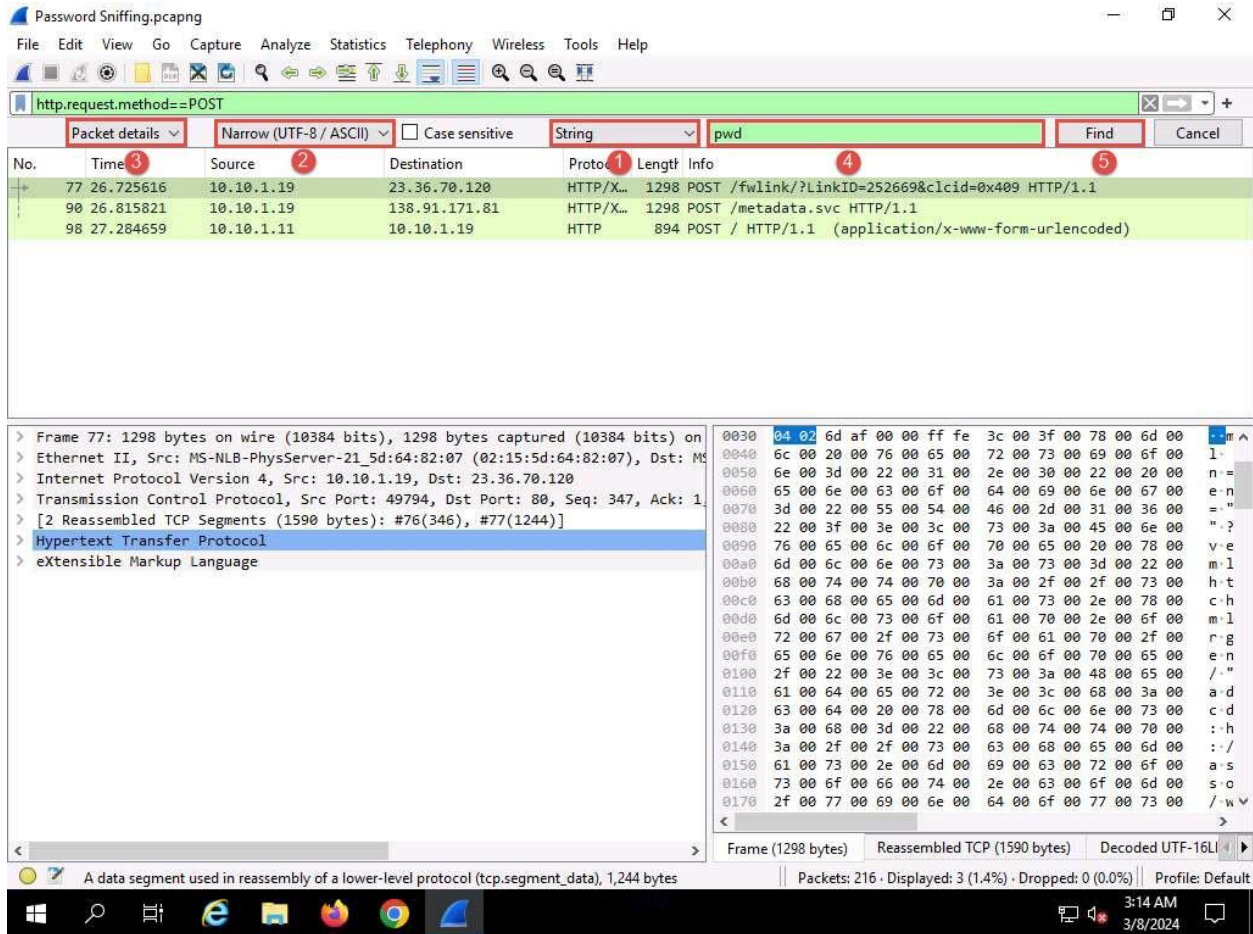 Password Sniffing.pcapng
File Edit View Go Capture Analyze Statistics Telephony Wireless Tools Help
http.request.method==POST
Packet details Narrow (UTF-8 / ASCII) Case sensitive String pwd Find Cancel
No. Time 3 Source 2 Destination Protoc 1 Length Info 4 5
77 26.725616 10.10.1.19 23.36.70.120 HTTP/X… 1298 POST /fwlink/?LinkID=252669&clcid=0x409 HTTP/1.1
90 26.815821 10.10.1.19 138.91.171.81 HTTP/X… 1298 POST /metadata.svc HTTP/1.1
98 27.284659 10.10.1.11 10.10.1.19 HTTP 894 POST / HTTP/1.1 (application/x-www-form-urlencoded)
Frame 77: 1298 bytes on wire (10384 bits), 1298 bytes captured (10384 bits) on
Ethernet II, Src: MS-NLB-PhysServer-21_5d:64:82:07 (02:15:5d:64:82:07), Dst: MS
Internet Protocol Version 4, Src: 10.10.1.19, Dst: 23.36.70.120
Transmission Control Protocol, Src Port: 49794, Dst Port: 80, Seq: 347, Ack: 1,
[2 Reassembled TCP Segments (1590 bytes): #76(346), #77(1244)]
Hypertext Transfer Protocol
eXtensible Markup Language
0030 04 02 6d af 00 00 ff fe 3c 00 3f 00 78 00 6d 00 ··m
0040 6c 00 20 00 76 00 65 00 72 00 73 00 69 00 6f 00 l·
0050 6e 00 3d 00 22 00 31 00 2e 00 30 00 22 00 20 00 n·=
0060 65 00 6e 00 63 00 6f 00 64 00 69 00 6e 00 67 00 e·n
0070 3d 00 22 00 55 00 54 00 46 00 2d 00 31 00 36 00 =·"
0080 22 00 3f 00 3e 00 3c 00 73 00 3a 00 45 00 6e 00 "·?
0090 76 00 65 00 6c 00 6f 00 70 00 65 00 20 00 78 00 v·e
00a0 6d 00 6c 00 6e 00 73 00 3a 00 73 00 3d 00 22 00 m·l
00b0 68 00 74 00 74 00 70 00 3a 00 2f 00 2f 00 73 00 h·t
00c0 63 00 68 00 65 00 6d 00 61 00 73 00 2e 00 78 00 c·h
00d0 6d 00 6c 00 73 00 6f 00 61 00 70 00 2e 00 6f 00 m·l
00e0 72 00 67 00 2f 00 73 00 6f 00 61 00 70 00 2f 00 r·g
00f0 65 00 6e 00 76 00 65 00 6c 00 6f 00 70 00 65 00 e·n
0100 2f 00 22 00 3e 00 3c 00 73 00 3a 00 48 00 65 00 /·"
0110 61 00 64 00 65 00 72 00 3e 00 3c 00 68 00 3a 00 a·d
0120 63 00 64 00 20 00 78 00 6d 00 6c 00 6e 00 73 00 c·d
0130 3a 00 68 00 3d 00 22 00 68 00 74 00 74 00 70 00 :·h
0140 3a 00 2f 00 2f 00 73 00 63 00 68 00 65 00 6d 00 :·/
0150 61 00 73 00 2e 00 6d 00 69 00 63 00 72 00 6f 00 a·s
0160 73 00 6f 00 66 00 74 00 2e 00 63 00 6f 00 6d 00 s·o
0170 2f 00 77 00 69 00 6e 00 64 00 6f 00 77 00 73 00 /·w
Frame (1298 bytes) Reassembled TCP (1590 bytes) Decoded UTF-16LI
A data segment used in reassembly of a lower-level protocol (tcp.segment_data), 1,244 bytes Packets: 216 · Displayed: 3 (1.4%) · Dropped: 0 (0.0%) Profile: Default
3:14 AM
3/8/2024